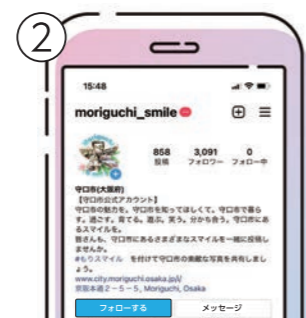 ②
15:48
moriguchi_smile
858 3,091 0
投稿 フォロワー フォロー中
守口市(大阪府)
【守口市公式アカウント】
守口市の魅力を。守口市を知ってほしくて。守口市で暮ら
す。過ごす。育てる。遊ぶ。笑う。分かち合う。守口市にあ
るスマイルを。
皆さんも、守口市にあるさまざまなスマイルを一緒に投稿し
ませんか。
#もりスマイル を付けて守口市の素敵な写真を共有しまし
ょう。
www.city.moriguchi.osaka.jp/
京阪本通2-5-5, Moriguchi, Osaka
フォローする メッセージ